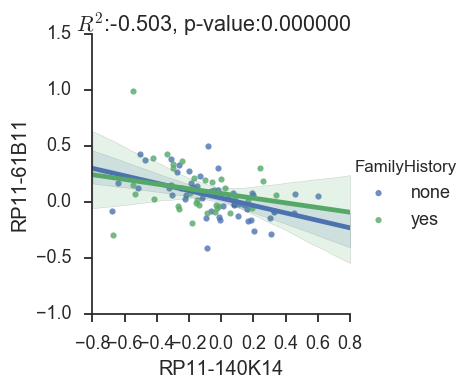 R²:-0.503, p-value:0.000000
1.5
1.0
0.5
0.0
−0.5
−1.0
RP11-61B11
−0.8 −0.6 −0.4 −0.2 0.0 0.2 0.4 0.6 0.8
RP11-140K14
FamilyHistory
none
yes